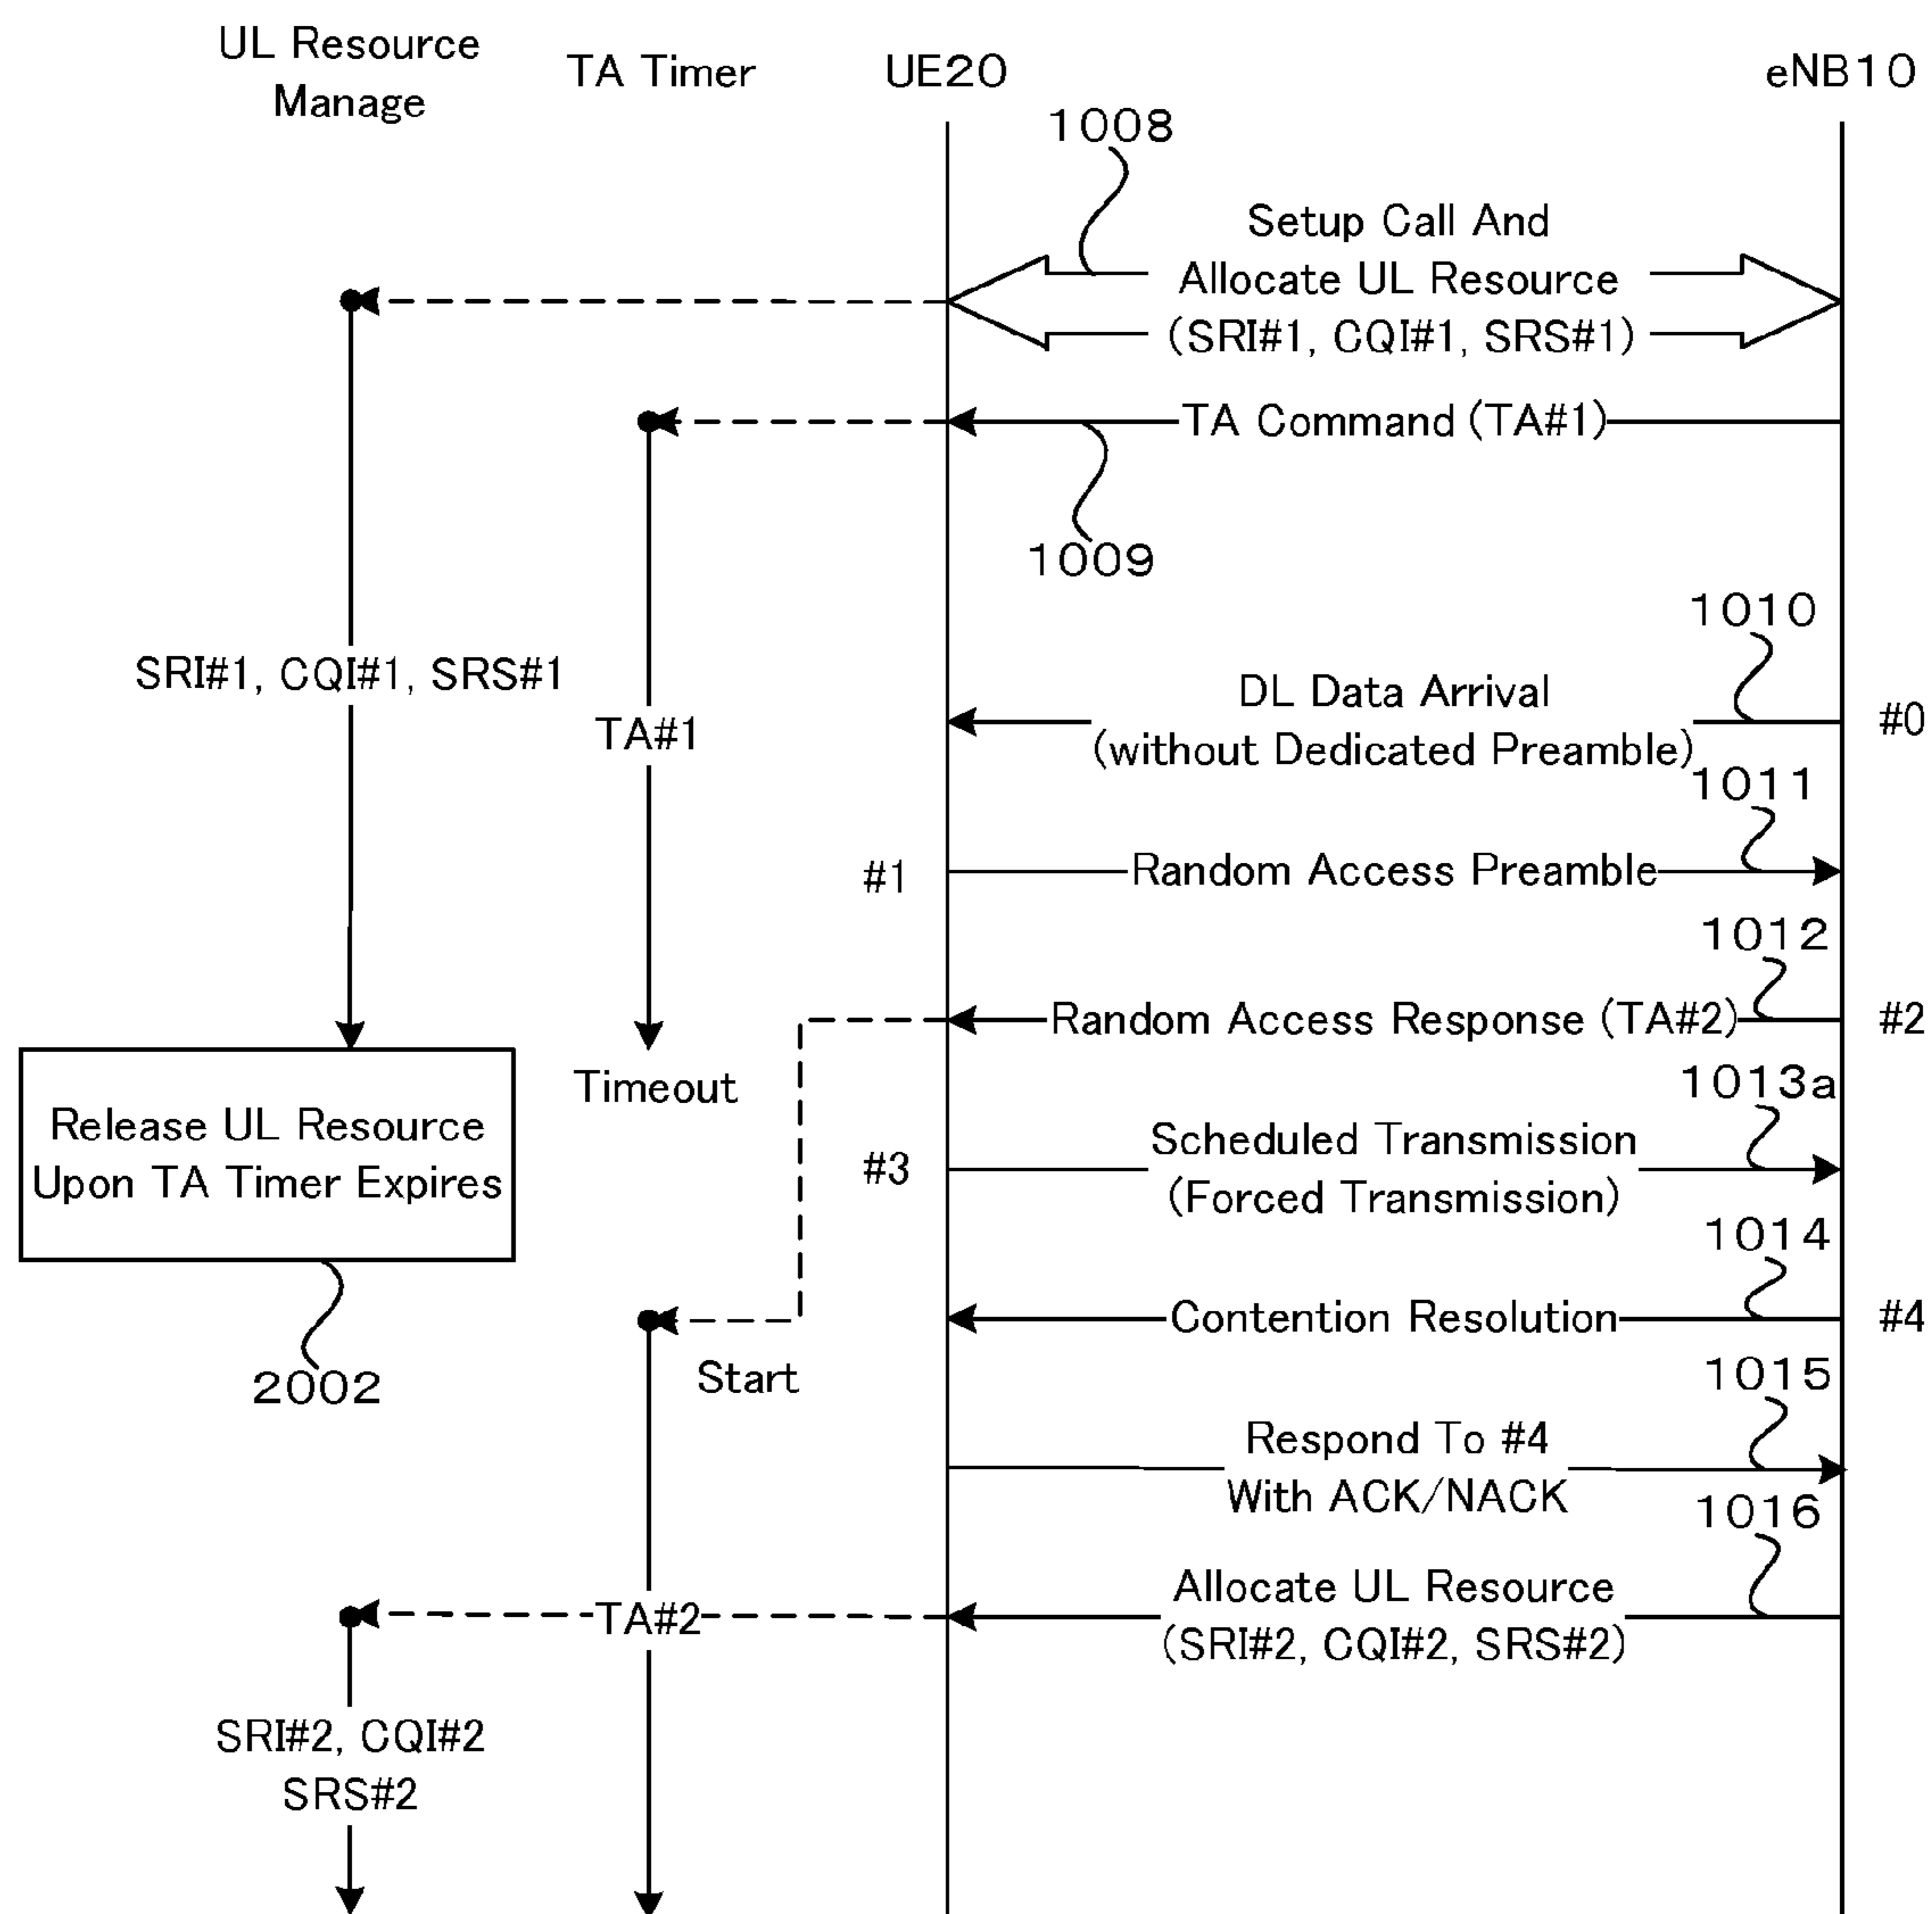 UL Resource
Manage
TA Timer
UE20
eNB10
1008
Setup Call And
Allocate UL Resource
(SRI#1, CQI#1, SRS#1)
TA Command (TA#1)
1009
1010
SRI#1, CQI#1, SRS#1
DL Data Arrival
(without Dedicated Preamble)
#0
TA#1
1011
#1
Random Access Preamble
1012
Random Access Response (TA#2)
#2
Timeout
1013a
Release UL Resource
Upon TA Timer Expires
#3
Scheduled Transmission
(Forced Transmission)
1014
Contention Resolution
#4
2002
Start
1015
Respond To #4
With ACK/NACK
1016
Allocate UL Resource
(SRI#2, CQI#2, SRS#2)
TA#2
SRI#2, CQI#2
SRS#2